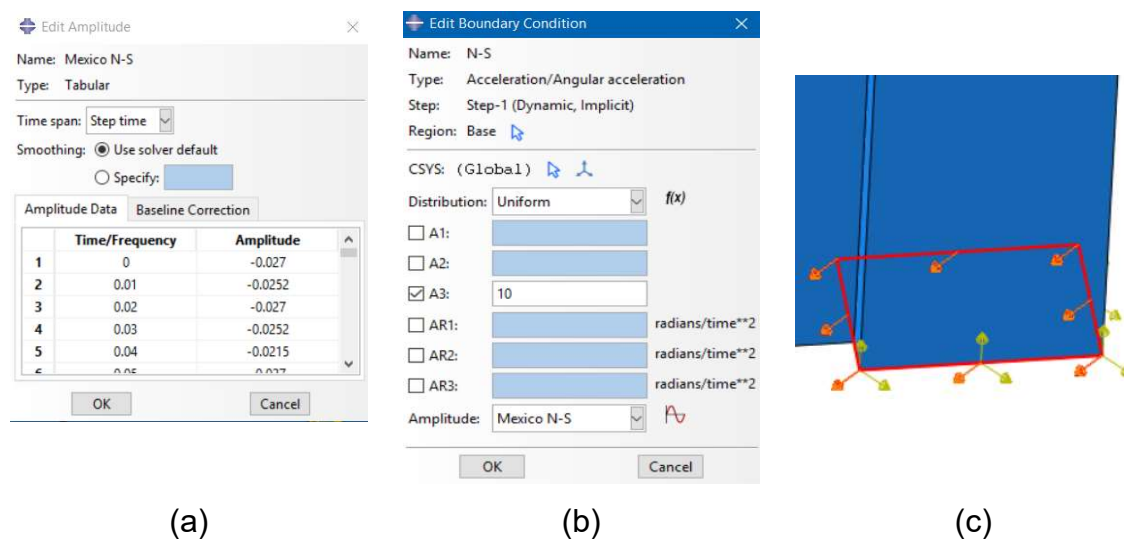 Edit Amplitude
Name: Mexico N-S
Type: Tabular
Time span: Step time
Smoothing: Use solver default
Specify:
Amplitude Data Baseline Correction
Time/Frequency Amplitude
1 0 -0.027
2 0.01 -0.0252
3 0.02 -0.027
4 0.03 -0.0252
5 0.04 -0.0215
OK Cancel
(a)
Edit Boundary Condition
Name: N-S
Type: Acceleration/Angular acceleration
Step: Step-1 (Dynamic, Implicit)
Region: Base
CSYS: (Global)
Distribution: Uniform f(x)
A1:
A2:
A3: 10
AR1: radians/time**2
AR2: radians/time**2
AR3: radians/time**2
Amplitude: Mexico N-S
OK Cancel
(b)
(c)